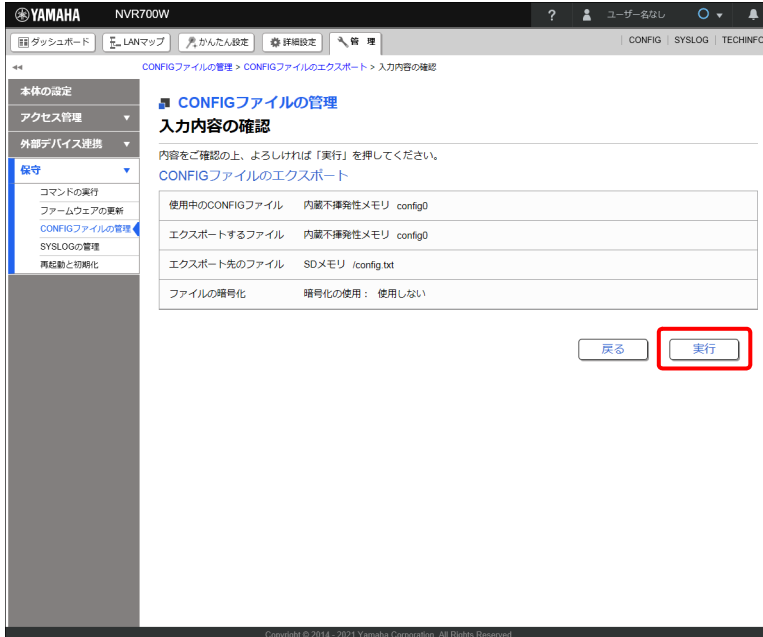 YAMAHA NVR700W ? ユーザー名なし
ダッシュボード LANマップ かんたん設定 詳細設定 管 理 CONFIG SYSLOG TECHINFO
CONFIGファイルの管理 > CONFIGファイルのエクスポート > 入力内容の確認
本体の設定
アクセス管理
外部デバイス連携
保守
コマンドの実行
ファームウェアの更新
CONFIGファイルの管理
SYSLOGの管理
再起動と初期化
CONFIGファイルの管理
入力内容の確認
内容をご確認の上、よろしければ「実行」を押してください。
CONFIGファイルのエクスポート
使用中のCONFIGファイル 内蔵不揮発性メモリ config0
エクスポートするファイル 内蔵不揮発性メモリ config0
エクスポート先のファイル SDメモリ /config.txt
ファイルの暗号化 暗号化の使用： 使用しない
戻る 実行
Copyright © 2014 - 2021 Yamaha Corporation. All Rights Reserved.